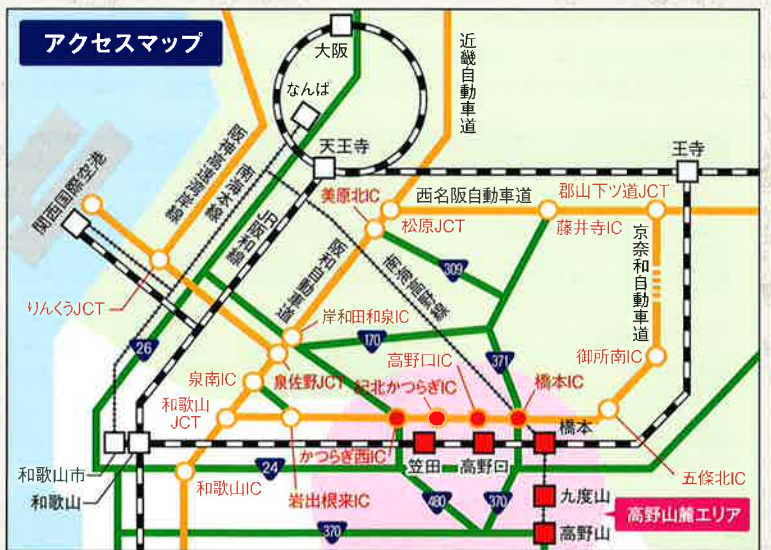 アクセスマップ
大阪
なんば
近畿自動車道
天王寺
王寺
阪神高速湾岸線
南海本線
JR阪和線
関西国際空港
美原北IC
西名阪自動車道
郡山下ツ道JCT
松原JCT
藤井寺IC
阪和自動車道
南海高野線
309
京奈和自動車道
りんくうJCT
岸和田和泉IC
26
170
371
高野口IC
御所南IC
泉南IC
泉佐野JCT
紀北かつらぎIC
橋本IC
和歌山
JCT
橋本
かつらぎ西IC
笠田
高野口
和歌山市
24
五條北IC
和歌山
和歌山IC
岩出根来IC
480
370
九度山
高野山麓エリア
370
高野山